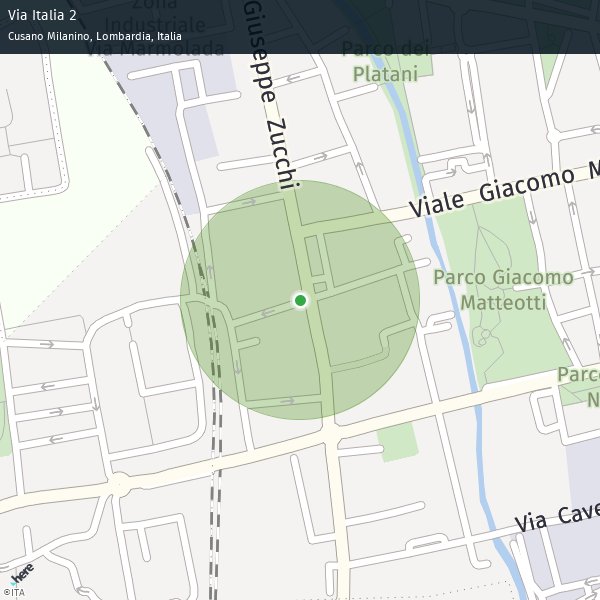 Via Italia 2
Cusano Milanino, Lombardia, Italia
Zona
Industriale
Via Marmolada
Giuseppe Zucchi
Parco dei
Platani
Viale Giacomo M
Parco Giacomo
Matteotti
Parc
N
Via Cave
here
©ITA